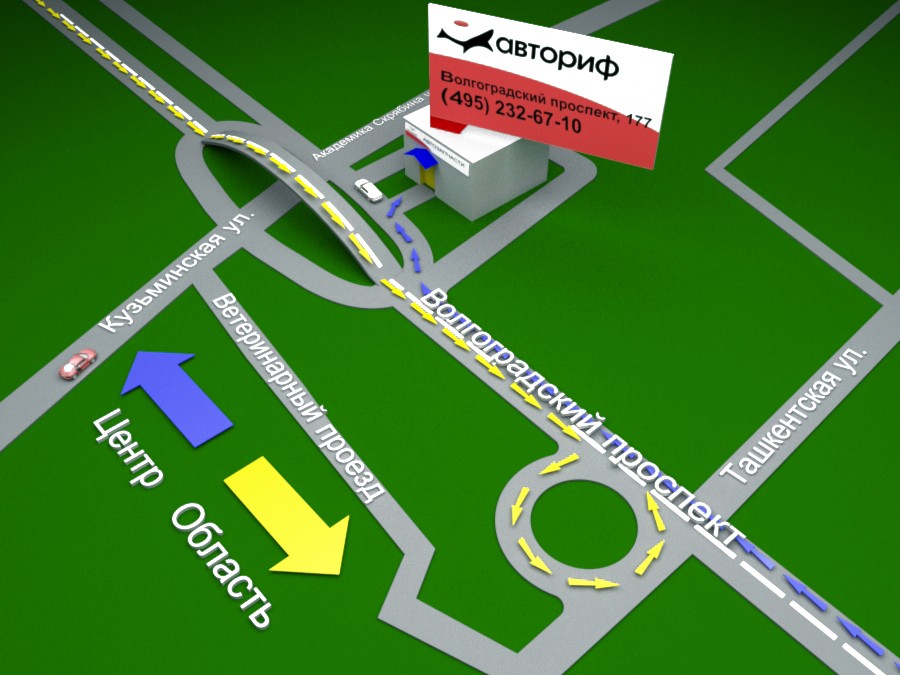 авториф
Волгоградский проспект, 177
(495) 232-67-10
Академика Скрябина у
АВТОЗАПЧАСТИ
Кузьминская ул.
Ветеринарный проезд
Волгоградский проспект
Ташкентская ул.
Центр
Область